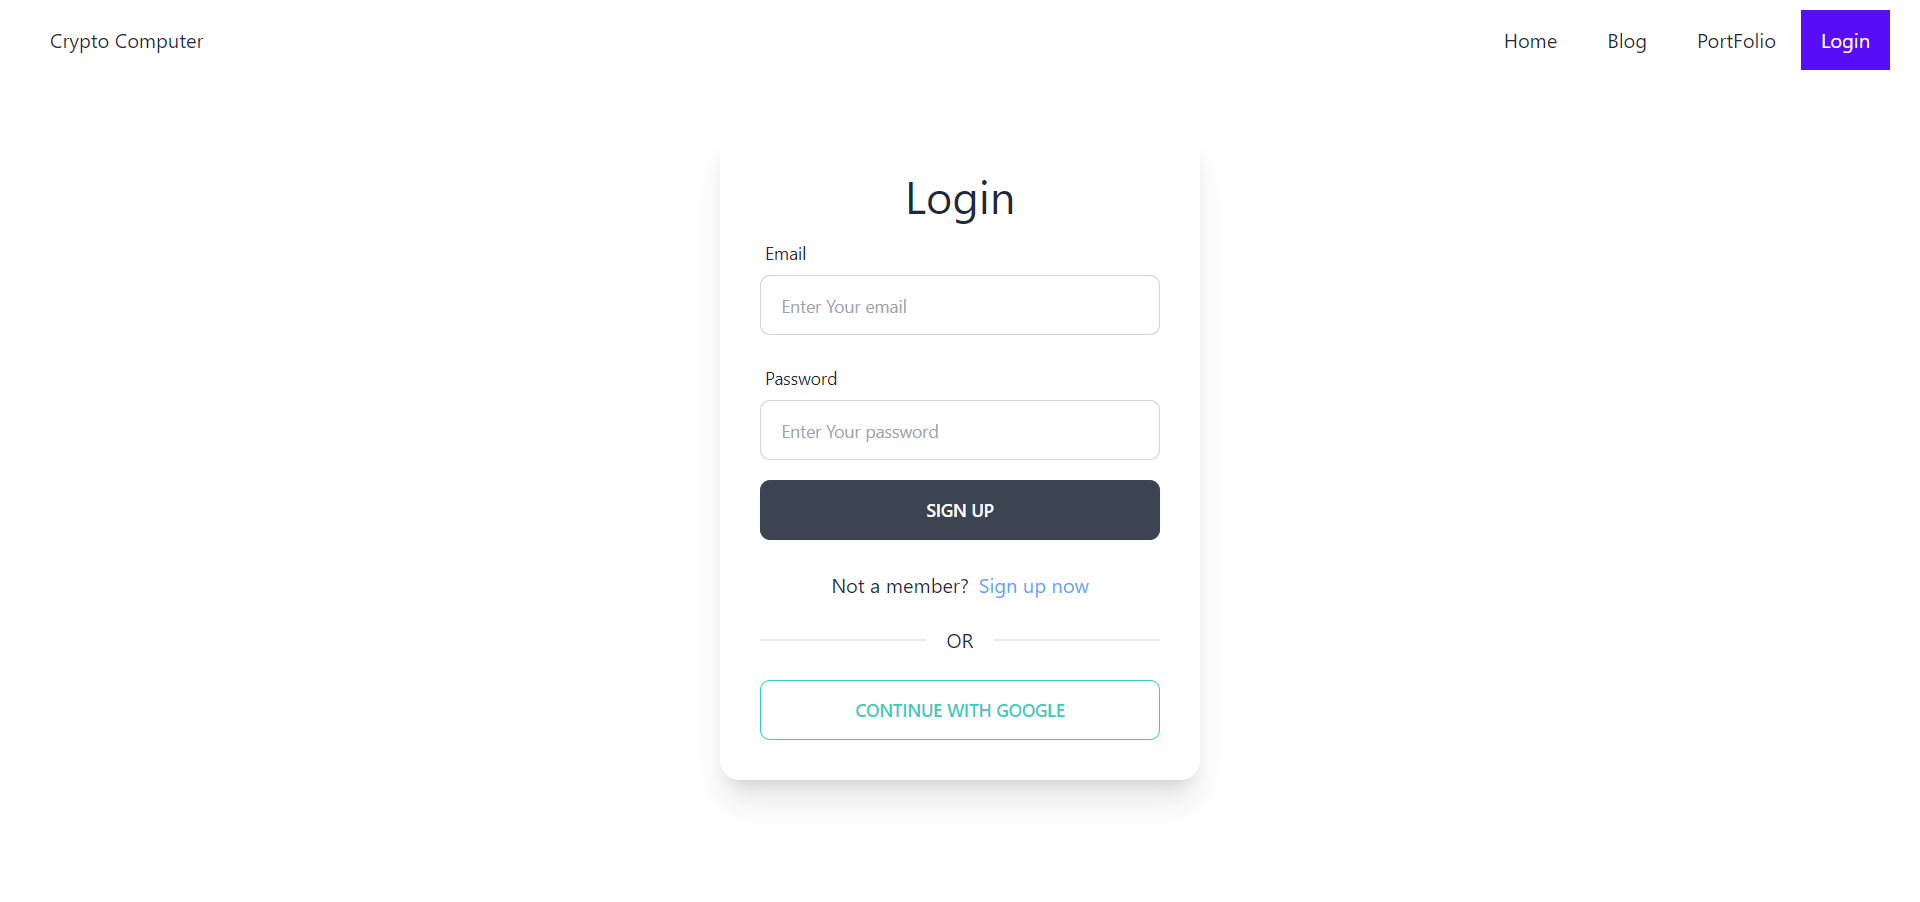 Crypto Computer Home Blog PortFolio Login
Login
Email
Enter Your email
Password
Enter Your password
SIGN UP
Not a member? Sign up now
OR
CONTINUE WITH GOOGLE